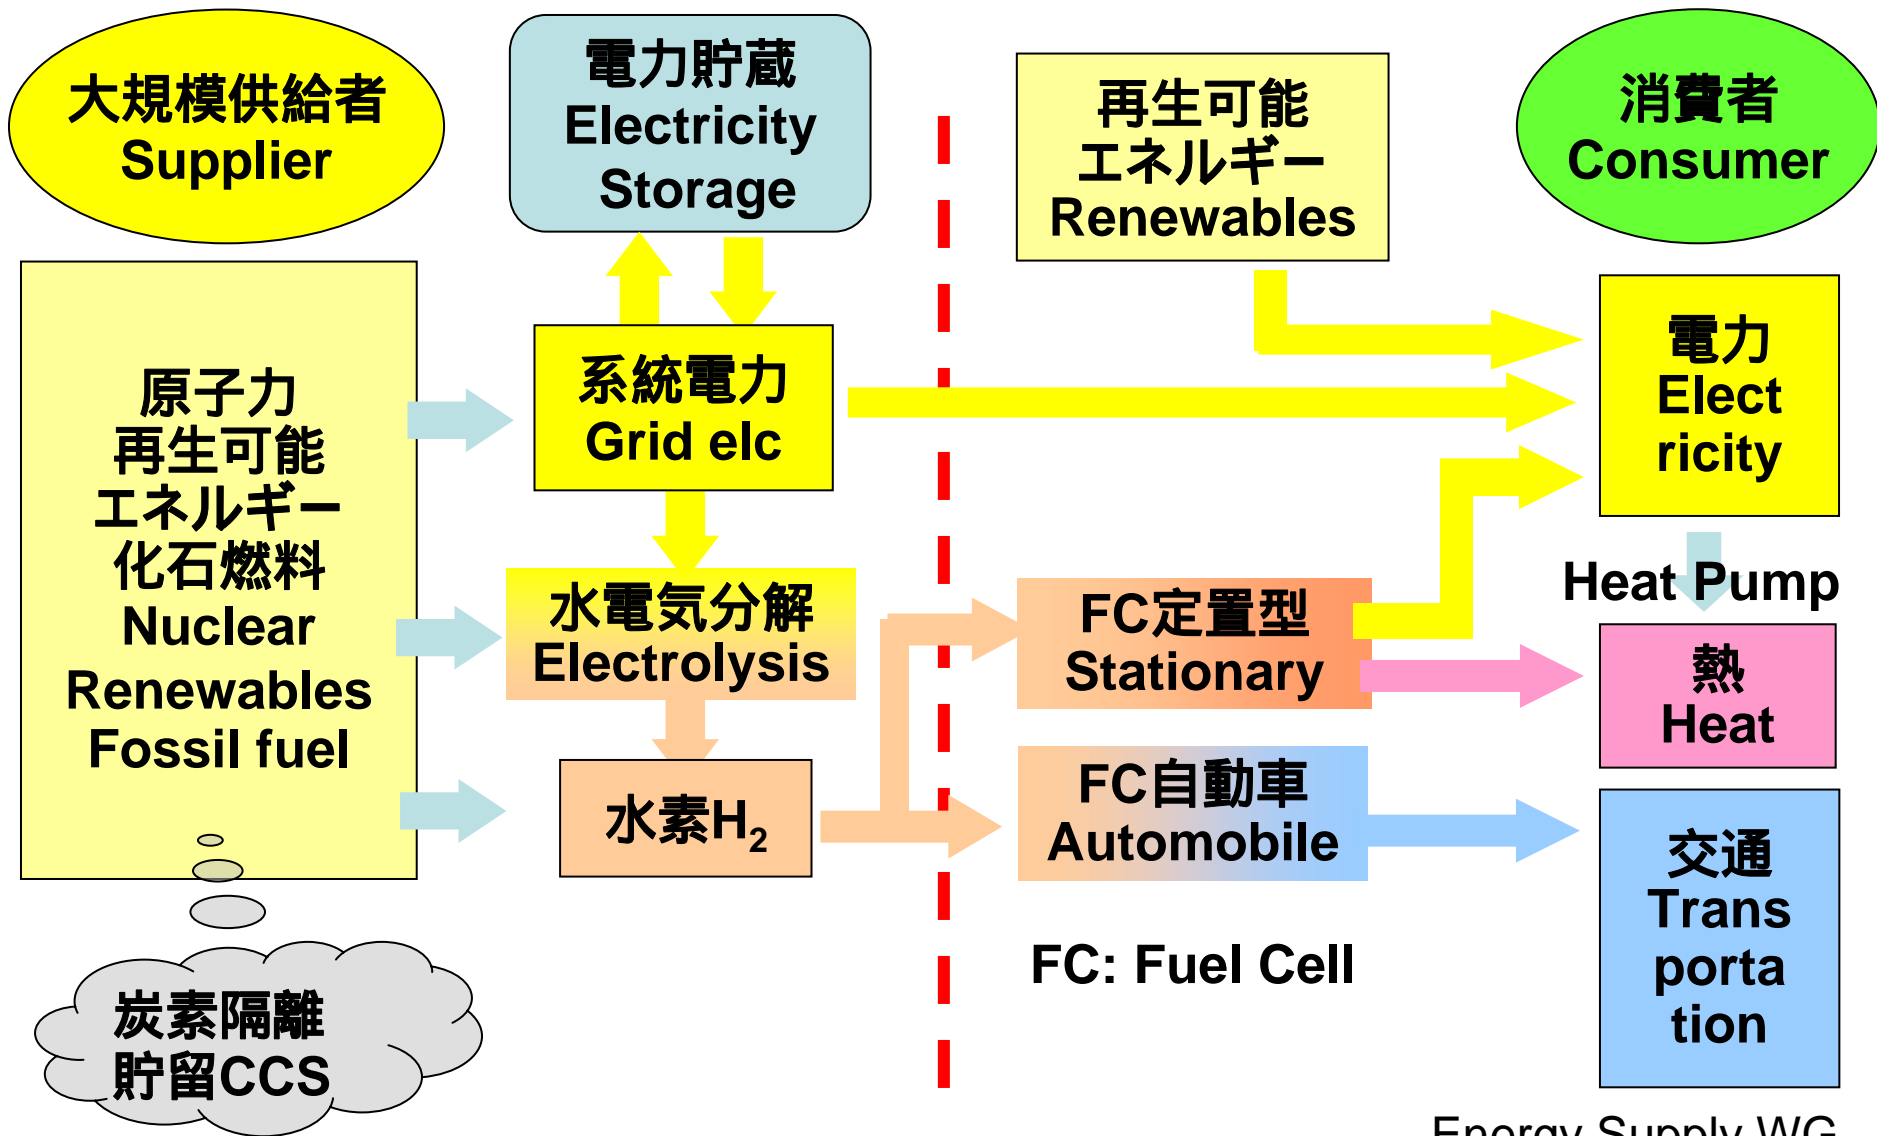 大規模供給者
Supplier
電力貯蔵
Electricity
Storage
再生可能
エネルギー
Renewables
消費者
Consumer
原子力
再生可能
エネルギー
化石燃料
Nuclear
Renewables
Fossil fuel
系統電力
Grid elc
電力
Elect
ricity
水電気分解
Electrolysis
FC定置型
Stationary
Heat Pump
熱
Heat
水素H₂
FC自動車
Automobile
交通
Trans
porta
tion
FC: Fuel Cell
炭素隔離
貯留CCS
Energy Supply WG